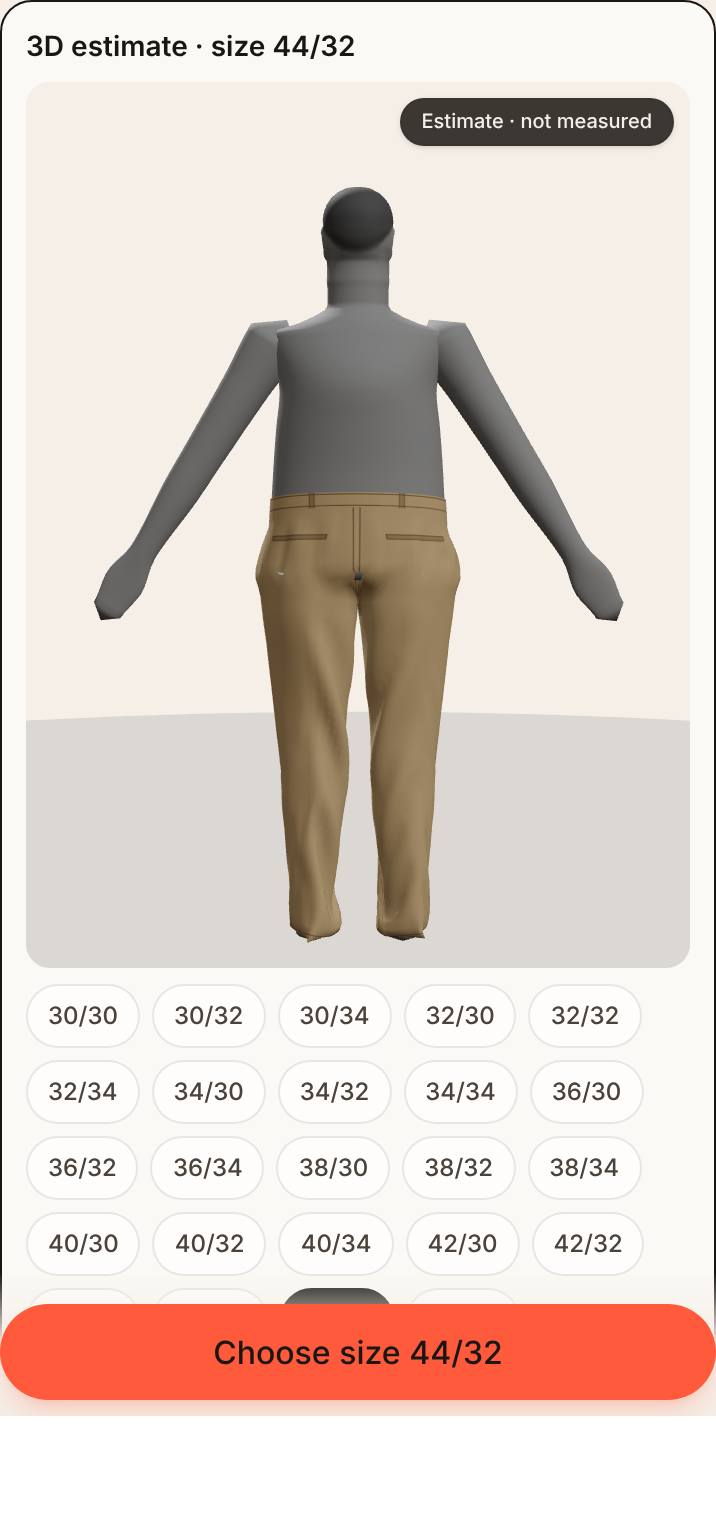 3D estimate · size 44/32
Estimate · not measured
30/30 30/32 30/34 32/30 32/32
32/34 34/30 34/32 34/34 36/30
36/32 36/34 38/30 38/32 38/34
40/30 40/32 40/34 42/30 42/32
Choose size 44/32